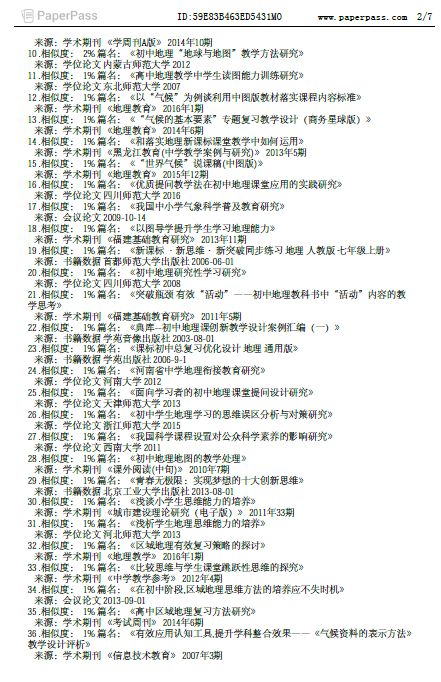 PaperPass ID:59E83B463ED5431MO www.paperpass.com 2/7
来源：学术期刊 《学周刊A版》 2014年10期
10.相似度： 2% 篇名：《初中地理“地球与地图”教学方法研究》
来源：学位论文 内蒙古师范大学 2012
11.相似度： 1% 篇名：《高中地理教学中学生读图能力训练研究》
来源：学位论文 东北师范大学 2007
12.相似度： 1% 篇名：《以“气候”为例谈利用中图版教材落实课程内容标准》
来源：学术期刊 《地理教育》 2016年1期
13.相似度： 1% 篇名：《“气候的基本要素”专题复习教学设计（商务星球版）》
来源：学术期刊 《地理教育》 2014年6期
14.相似度： 1% 篇名：《和落实地理新课标课堂教学中如何运用》
来源：学术期刊 《黑龙江教育(中学教学案例与研究)》 2013年5期
15.相似度： 1% 篇名：《“世界气候”说课稿(中图版)》
来源：学术期刊 《地理教育》 2015年12期
16.相似度： 1% 篇名：《优质提问教学法在初中地理课堂应用的实践研究》
来源：学位论文 四川师范大学 2016
17.相似度： 1% 篇名：《我国中小学气象科学普及教育研究》
来源：会议论文 2009-10-14
18.相似度： 1% 篇名：《以图导学提升学生学习地理能力》
来源：学术期刊 《福建基础教育研究》 2013年11期
19.相似度： 1% 篇名：《新课标·新思维·新突破同步练习 地理 人教版 七年级上册》
来源：书籍数据 首都师范大学出版社 2006-06-01
20.相似度： 1% 篇名：《初中地理研究性学习研究》
来源：学位论文 四川师范大学 2008
21.相似度： 1% 篇名：《突破瓶颈 有效“活动”——初中地理教科书中“活动”内容的教
学思考》
来源：学术期刊 《福建基础教育研究》 2011年5期
22.相似度： 1% 篇名：《典库--初中地理课创新教学设计案例汇编（一）》
来源：书籍数据 学苑音像出版社 2003-08-01
23.相似度： 1% 篇名：《课标初中总复习优化设计 地理 通用版》
来源：书籍数据 学苑出版社 2006-9-1
24.相似度： 1% 篇名：《河南省中学地理衔接教育研究》
来源：学位论文 河南大学 2012
25.相似度： 1% 篇名：《面向学习者的初中地理课堂提问设计研究》
来源：学位论文 天津师范大学 2013
26.相似度： 1% 篇名：《初中学生地理学习的思维误区分析与对策研究》
来源：学位论文 浙江师范大学 2015
27.相似度： 1% 篇名：《我国科学课程设置对公众科学素养的影响研究》
来源：学位论文 西南大学 2011
28.相似度： 1% 篇名：《初中地理地图的教学处理》
来源：学术期刊 《课外阅读(中旬)》 2010年7期
29.相似度： 1% 篇名：《青春无极限：实现梦想的十大创新思维》
来源：书籍数据 北京工业大学出版社 2013-08-01
30.相似度： 1% 篇名：《浅谈小学生思维能力的培养》
来源：学术期刊 《城市建设理论研究（电子版）》 2011年33期
31.相似度： 1% 篇名：《浅析学生地理思维能力的培养》
来源：学位论文 河北师范大学 2013
32.相似度： 1% 篇名：《区域地理有效复习策略的探讨》
来源：学术期刊 《地理教学》 2016年1期
33.相似度： 1% 篇名：《比较思维与学生课堂跳跃性思维的探究》
来源：学术期刊 《中学教学参考》 2012年4期
34.相似度： 1% 篇名：《在初中阶段,区域地理思维方法的培养应不失时机》
来源：会议论文 2013-09-01
35.相似度： 1% 篇名：《高中区域地理复习方法研究》
来源：学术期刊 《考试周刊》 2014年6期
36.相似度： 1% 篇名：《有效应用认知工具,提升学科整合效果——《气候资料的表示方法》
教学设计评析》
来源：学术期刊 《信息技术教育》 2007年3期